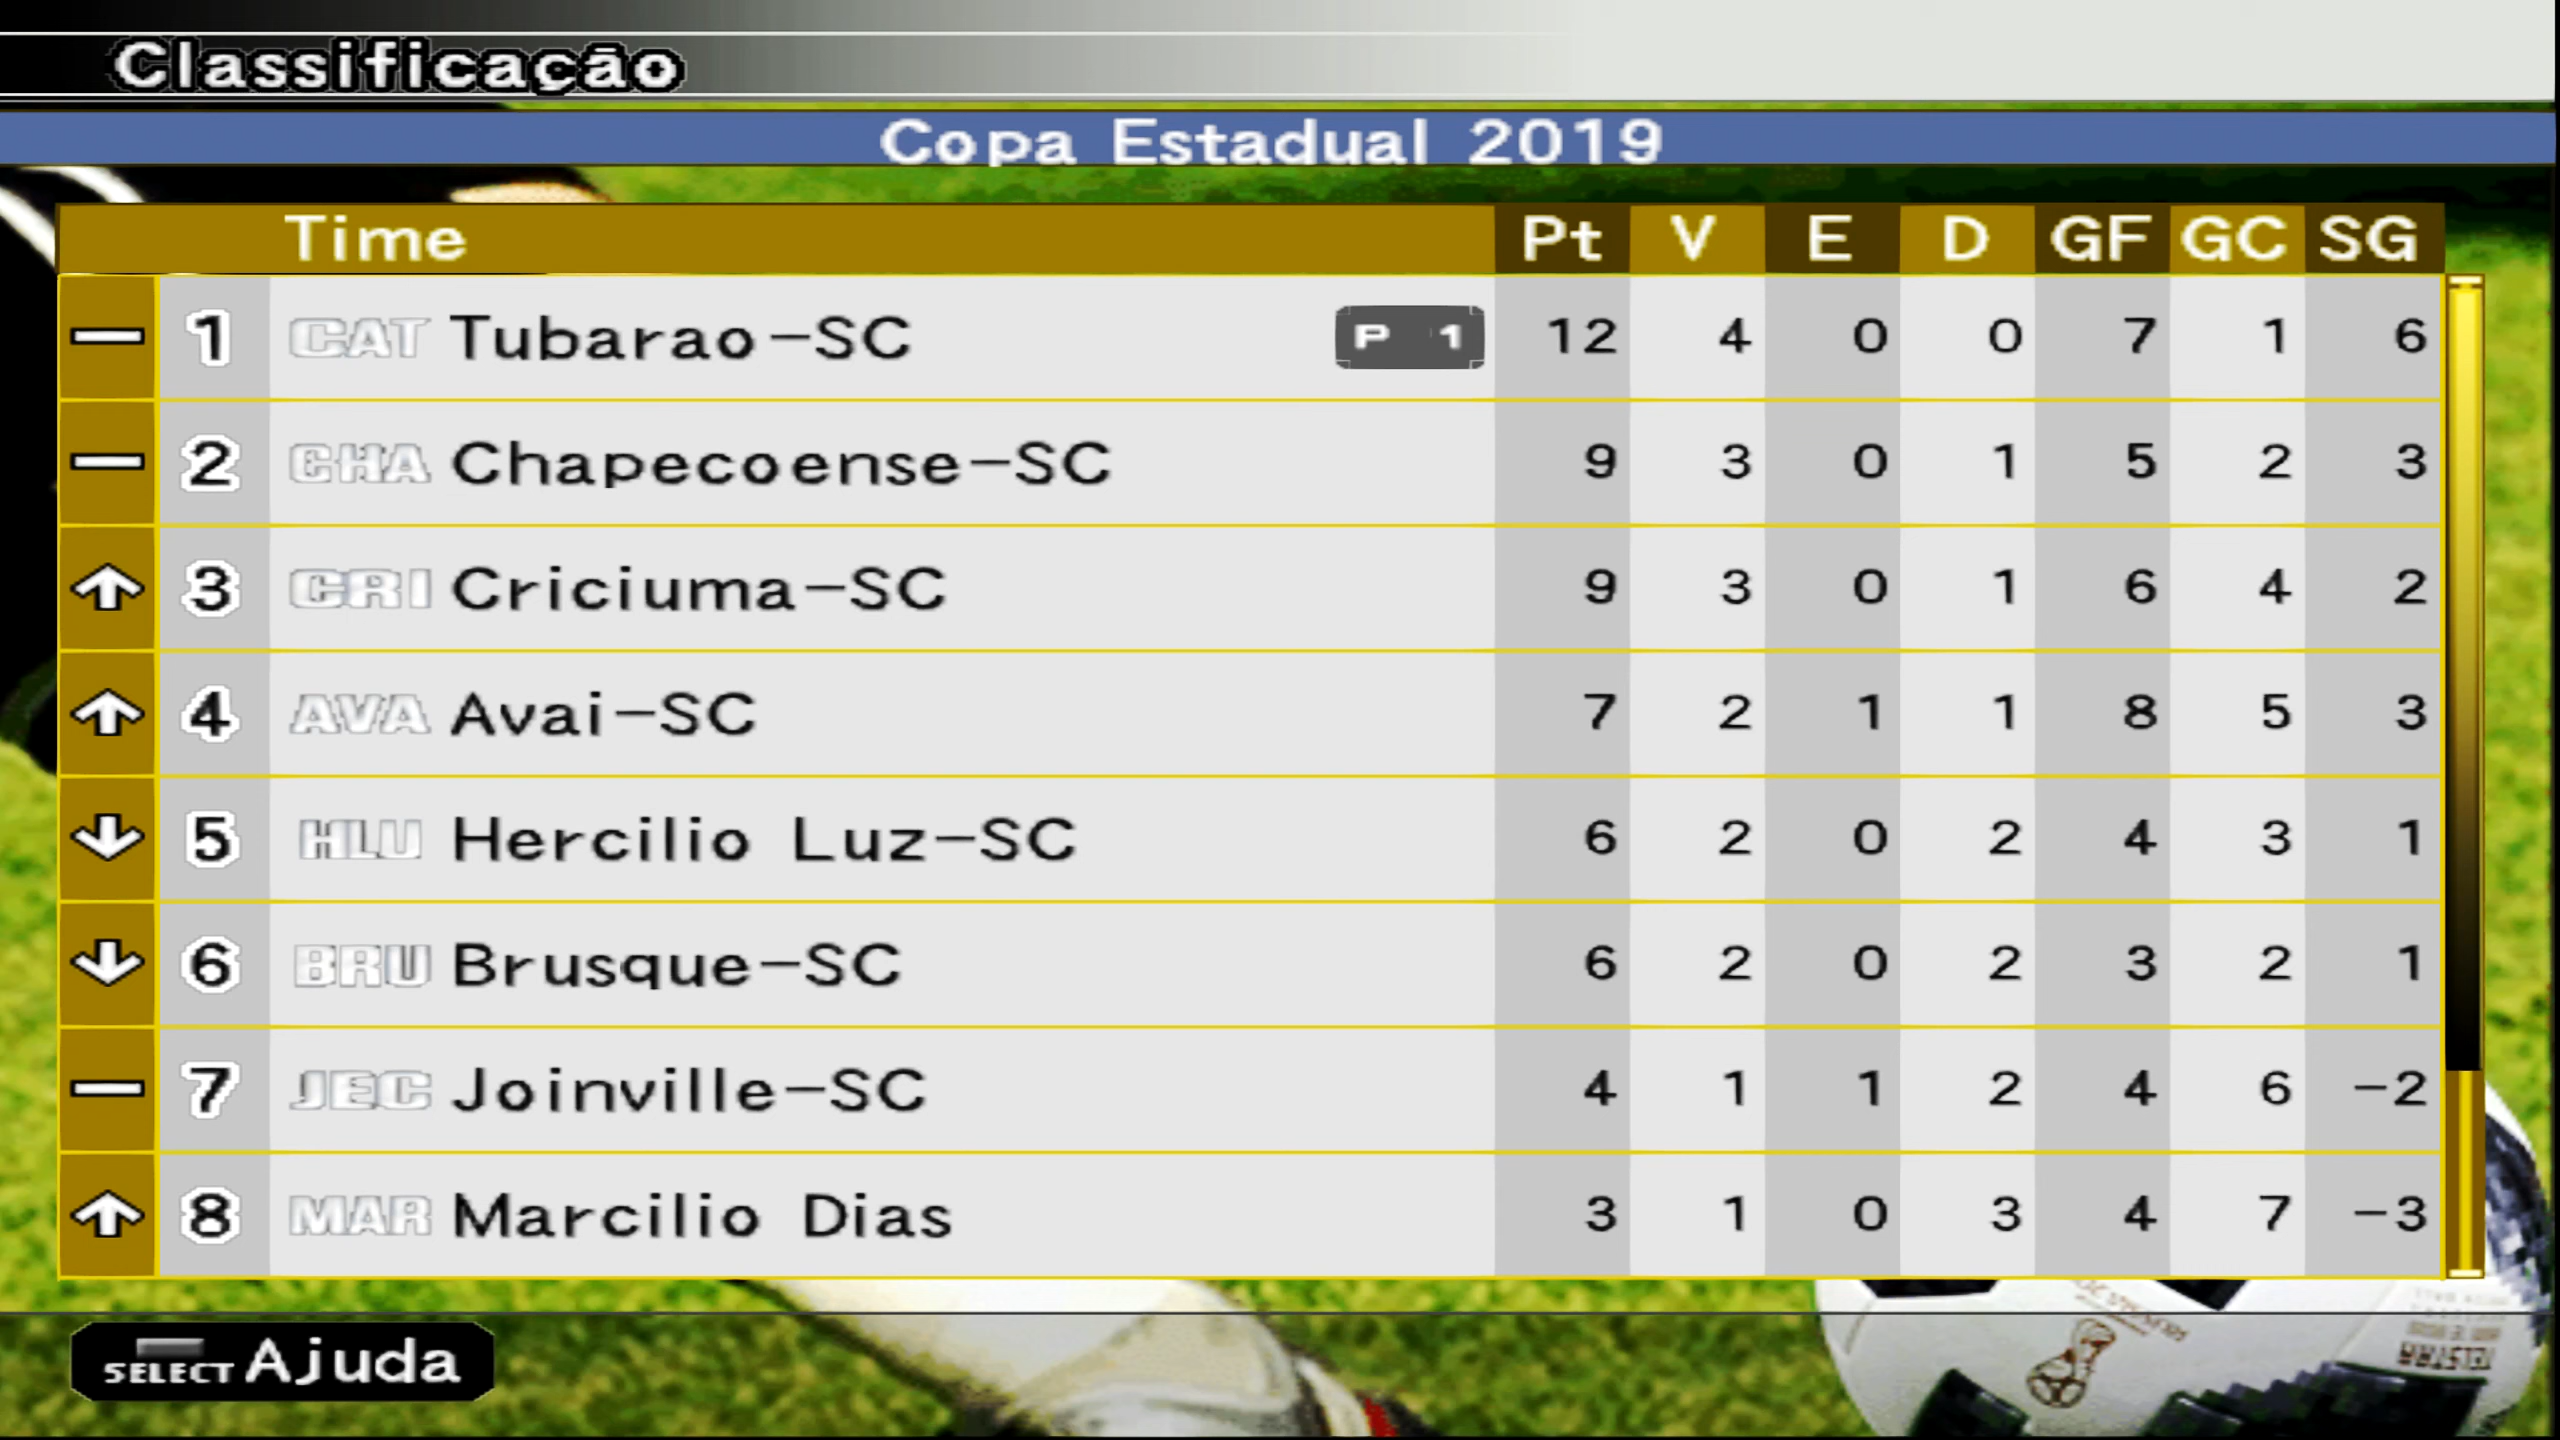 Classificação
Copa Estadual 2019
Time Pt V E D GF GC SG
1 CAT Tubarao-SC P 1 12 4 0 0 7 1 6
2 CHA Chapecoense-SC 9 3 0 1 5 2 3
3 CRI Criciuma-SC 9 3 0 1 6 4 2
4 AVA Avai-SC 7 2 1 1 8 5 3
5 HLU Hercilio Luz-SC 6 2 0 2 4 3 1
6 BRU Brusque-SC 6 2 0 2 3 2 1
7 JEC Joinville-SC 4 1 1 2 4 6 -2
8 MAR Marcilio Dias 3 1 0 3 4 7 -3
SELECT Ajuda
TELSTAR